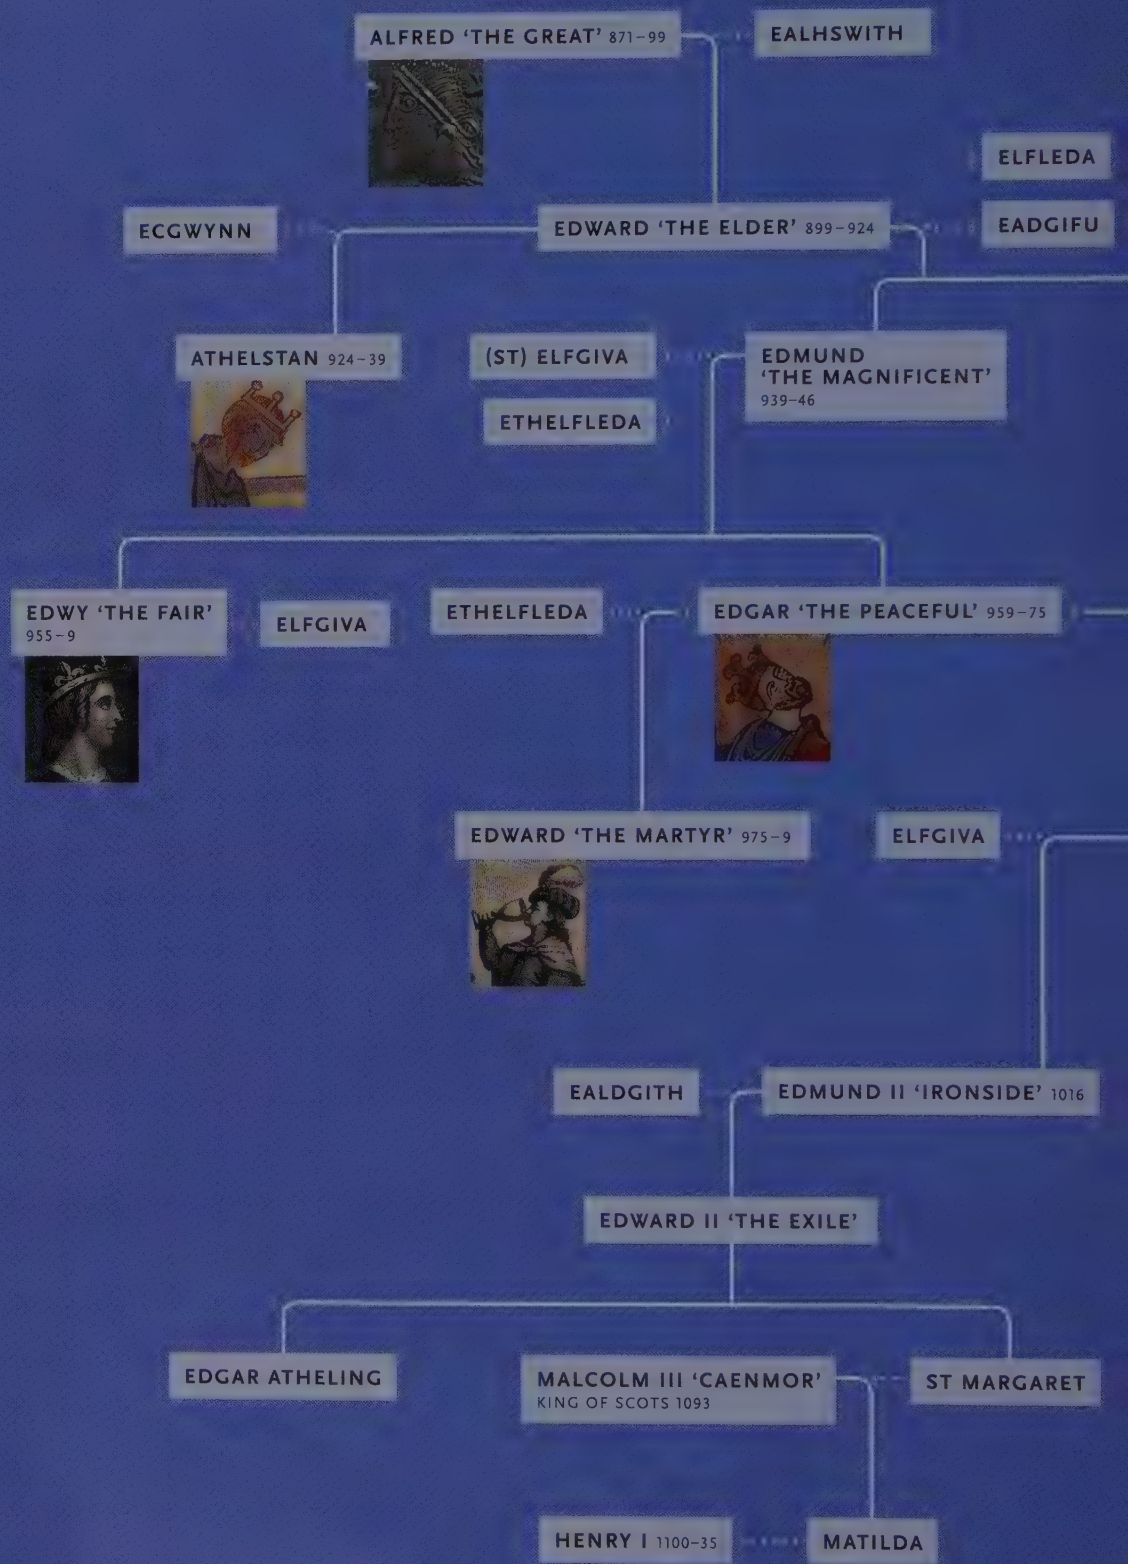 ALFRED ‘THE GREAT’ 871–99
EALHSWITH
ELFLEDA
ECGWYNN
EDWARD ‘THE ELDER’ 899–924
EADGIFU
ATHELSTAN 924–39
(ST) ELFGIVA
EDMUND
‘THE MAGNIFICENT’
939–46
ETHELFLEDA
EDWY ‘THE FAIR’
955–9
ELFGIVA
ETHELFLEDA
EDGAR ‘THE PEACEFUL’ 959–75
EDWARD ‘THE MARTYR’ 975–9
ELFGIVA
EALDGITH
EDMUND II ‘IRONSIDE’ 1016
EDWARD II ‘THE EXILE’
EDGAR ATHELING
MALCOLM III ‘CAENMOR’
KING OF SCOTS 1093
ST MARGARET
HENRY I 1100–35
MATILDA